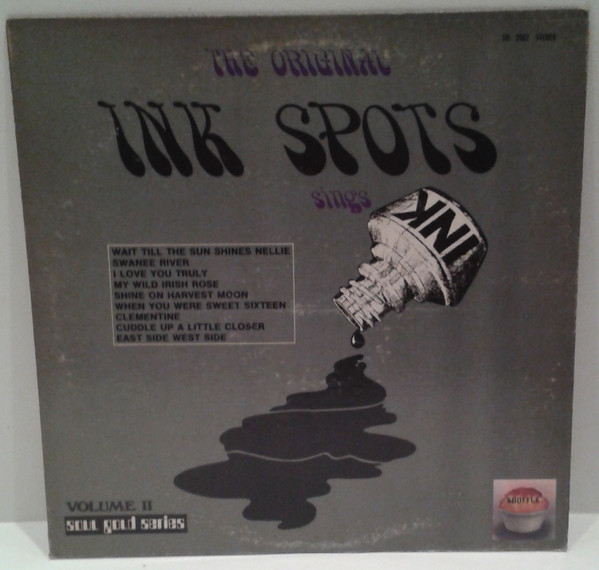 STEREO
THE ORIGINAL
INK SPOTS
sings
INK
WAIT TILL THE SUN SHINES NELLIE
SWANEE RIVER
I LOVE YOU TRULY
MY WILD IRISH ROSE
SHINE ON HARVEST MOON
WHEN YOU WERE SWEET SIXTEEN
CLEMENTINE
CUDDLE UP A LITTLE CLOSER
EAST SIDE WEST SIDE
VOLUME II
soul gold series
SOUFFLE